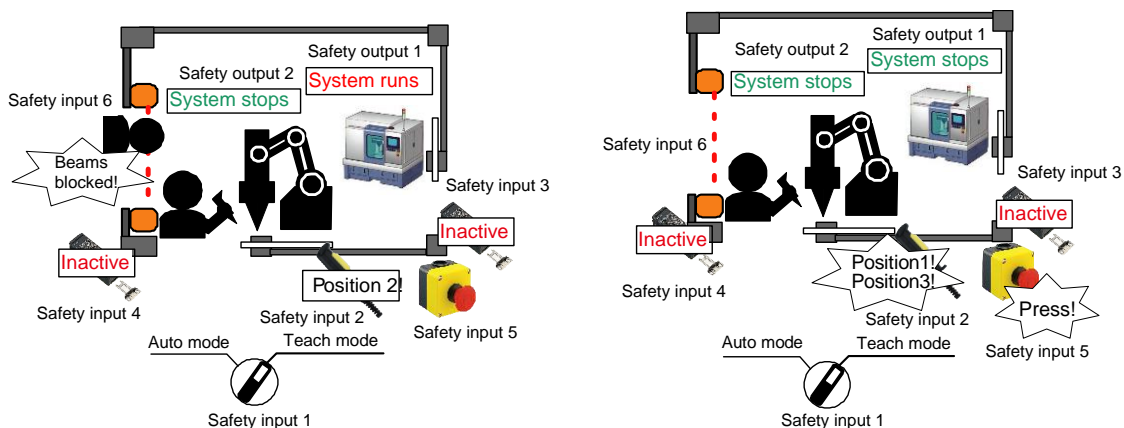 Safety output 1
Safety output 2
System runs
System stops
Safety input 6
Beams
blocked!
Safety input 3
Inactive
Inactive
Position 2!
Safety input 4
Safety input 2
Safety input 5
Auto mode
Teach mode
Safety input 1
Safety output 1
Safety output 2
System stops
System stops
Safety input 6
Safety input 3
Inactive
Inactive
Position1!
Position3!
Safety input 4
Press!
Safety input 2
Auto mode
Teach mode
Safety input 5
Safety input 1